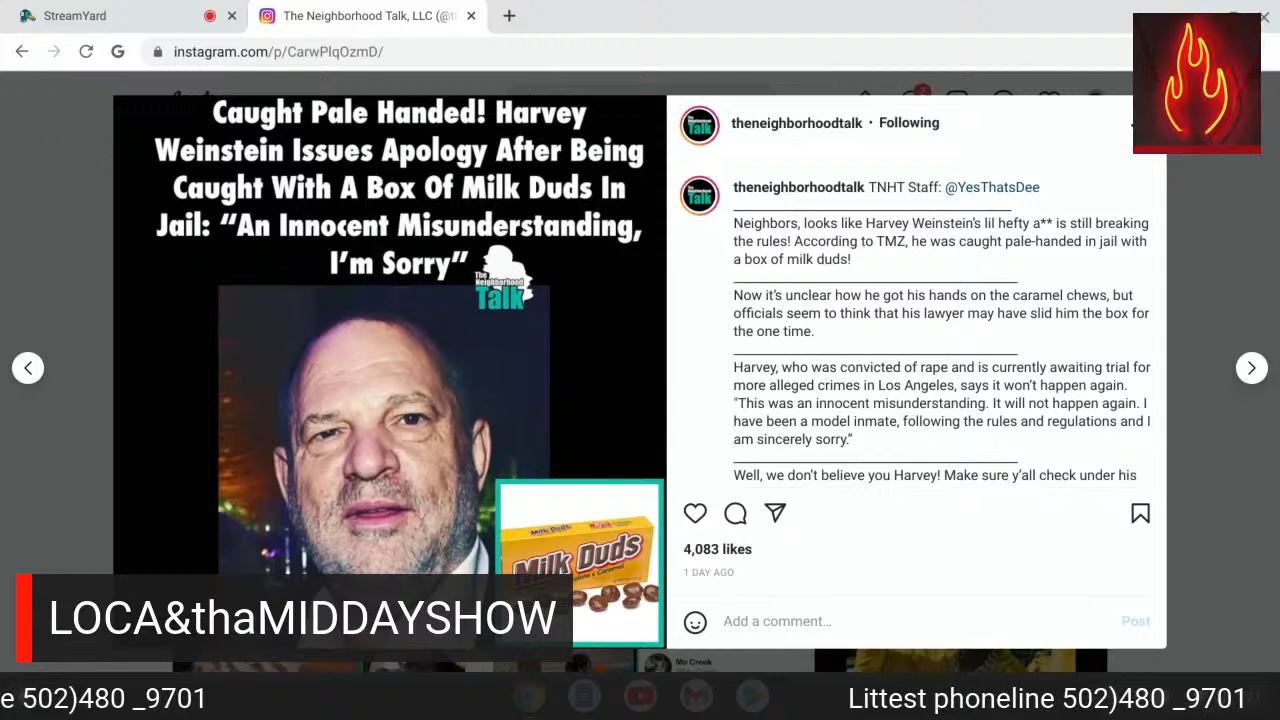 StreamYard
The Neighborhood Talk, LLC (@t
instagram.com/p/CarwPlqOzmD/
Caught Pale Handed! Harvey
Weinstein Issues Apology After Being
Caught With A Box Of Milk Duds In
Jail: “An Innocent Misunderstanding,
I’m Sorry”
The
Neighborhood
Talk
Milk Duds
Milk Duds
theneighborhoodtalk • Following
theneighborhoodtalk TNHT Staff: @YesThatsDee
Neighbors, looks like Harvey Weinstein’s lil hefty a** is still breaking
the rules! According to TMZ, he was caught pale-handed in jail with
a box of milk duds!
Now it’s unclear how he got his hands on the caramel chews, but
officials seem to think that his lawyer may have slid him the box for
the one time.
Harvey, who was convicted of rape and is currently awaiting trial for
more alleged crimes in Los Angeles, says it won’t happen again.
"This was an innocent misunderstanding. It will not happen again. I
have been a model inmate, following the rules and regulations and I
am sincerely sorry.”
Well, we don’t believe you Harvey! Make sure y’all check under his
4,083 likes
1 DAY AGO
Add a comment…
Post
LOCA&thaMIDDAYSHOW
Mo Creek
e 502)480 _9701
Littest phoneline 502)480 _9701